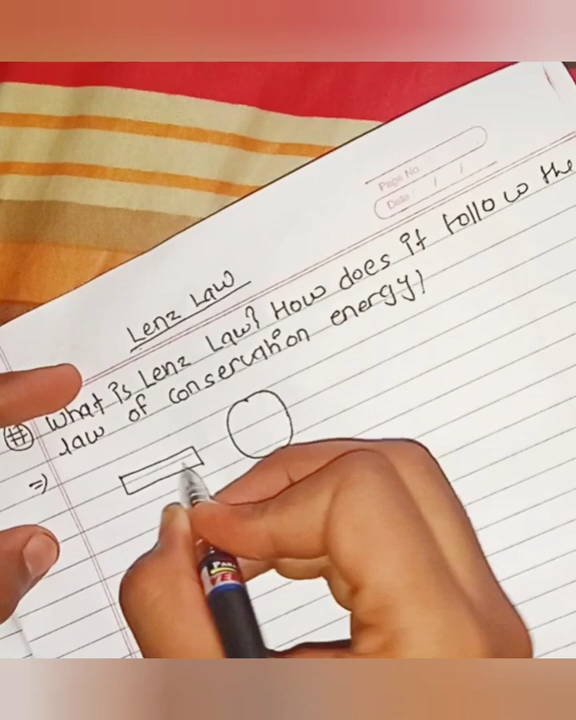 Page No.
Date / /
Lenz Law
# What is Lenz Law? How does it follow the
law of conservation energy?
⇒